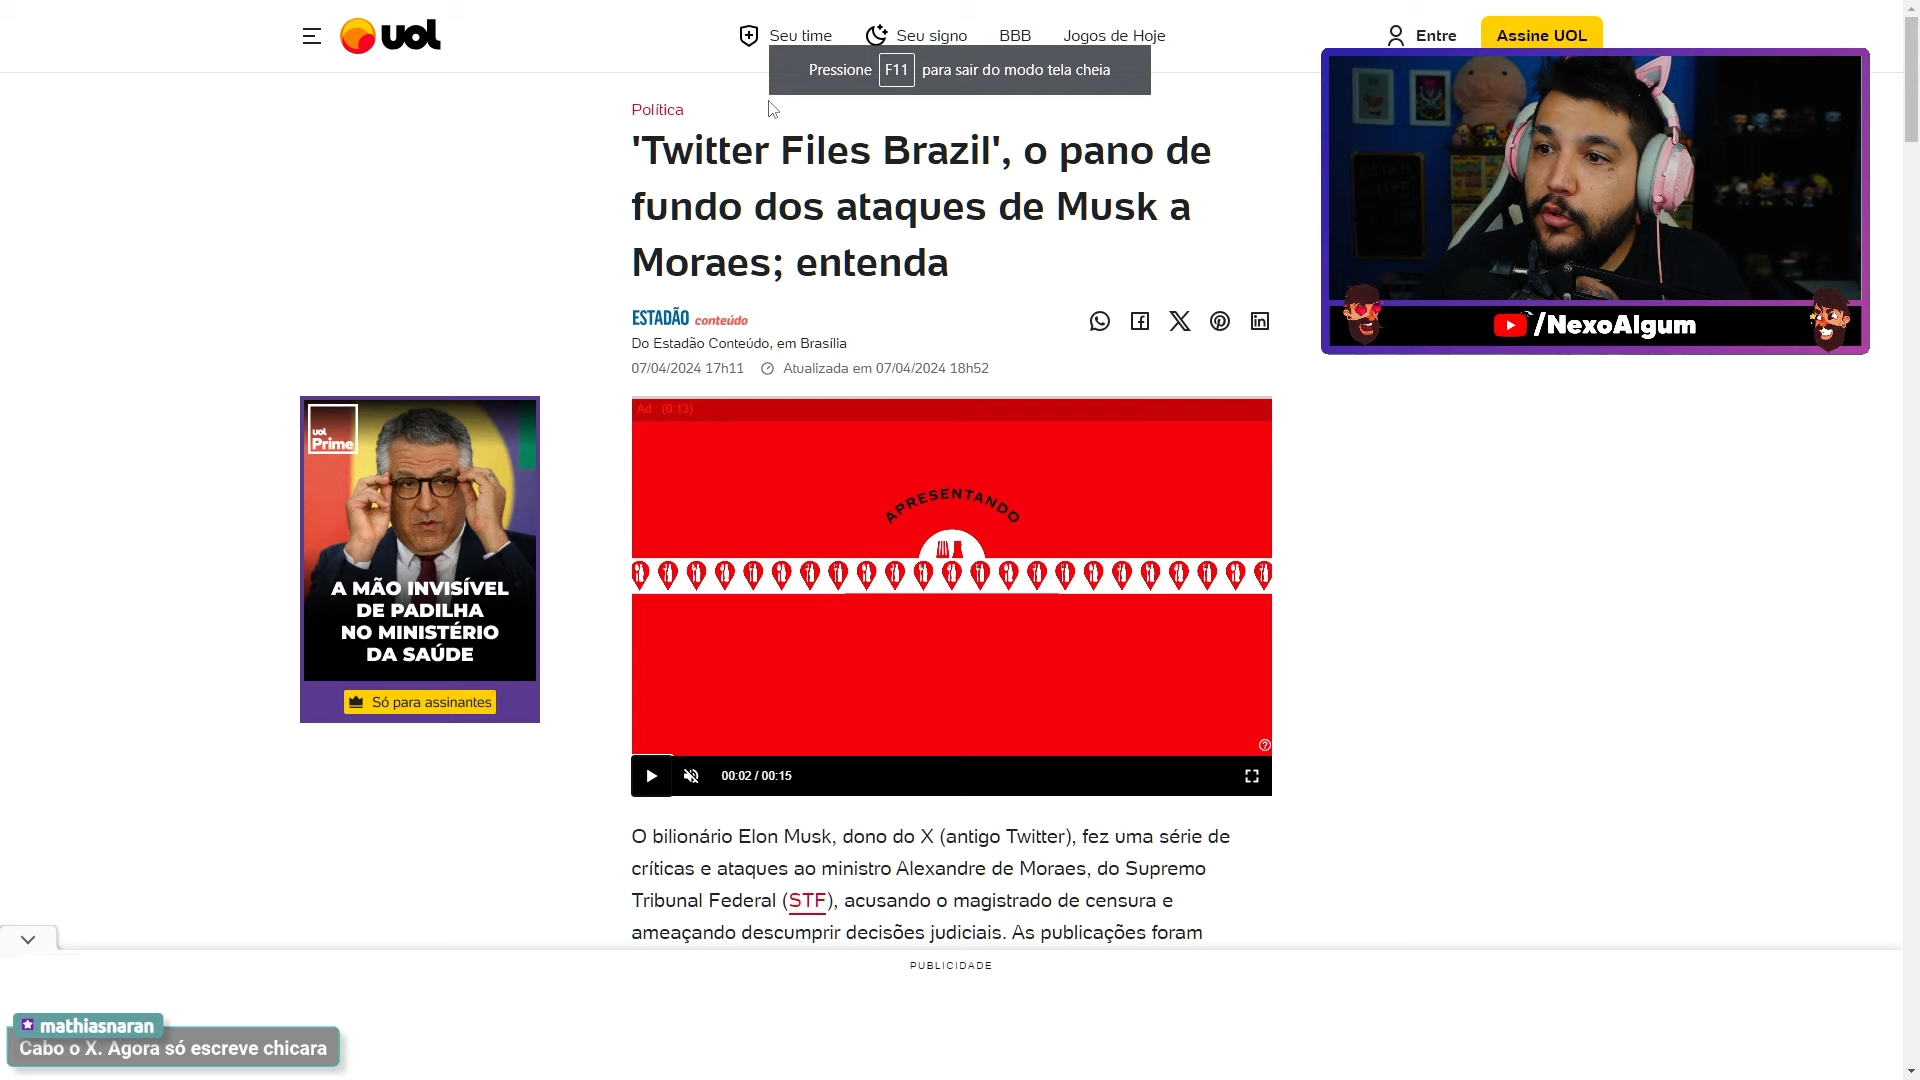 uol
Seu time
Seu signo
BBB
Jogos de Hoje
Entre
Assine UOL
Pressione F11 para sair do modo tela cheia
Política
'Twitter Files Brazil', o pano de
fundo dos ataques de Musk a
Moraes; entenda
ESTADÃO conteúdo
Do Estadão Conteúdo, em Brasília
07/04/2024 17h11 Atualizada em 07/04/2024 18h52
/NexoAlgum
uol
Prime
A MÃO INVISÍVEL
DE PADILHA
NO MINISTÉRIO
DA SAÚDE
Só para assinantes
Ad : (0:13)
APRESENTANDO
00:02 / 00:15
O bilionário Elon Musk, dono do X (antigo Twitter), fez uma série de
críticas e ataques ao ministro Alexandre de Moraes, do Supremo
Tribunal Federal (STF), acusando o magistrado de censura e
ameaçando descumprir decisões judiciais. As publicações foram
PUBLICIDADE
mathiasnaran
Cabo o X. Agora só escreve chicara